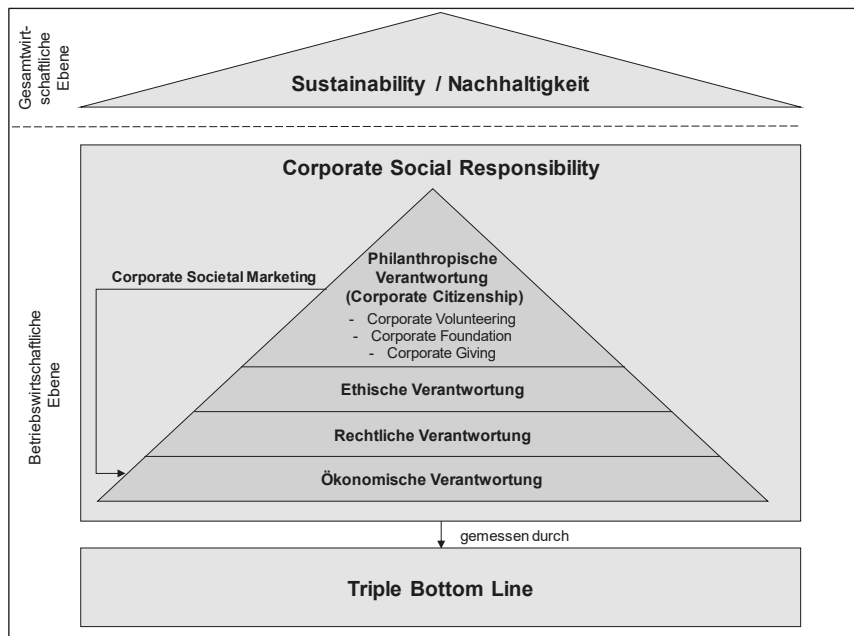 Gesamtwirt-
schaftliche
Ebene
Sustainability / Nachhaltigkeit
Betriebswirtschaftliche
Ebene
Corporate Social Responsibility
Corporate Societal Marketing
Philanthropische
Verantwortung
(Corporate Citizenship)
- Corporate Volunteering
- Corporate Foundation
- Corporate Giving
Ethische Verantwortung
Rechtliche Verantwortung
Ökonomische Verantwortung
gemessen durch
Triple Bottom Line